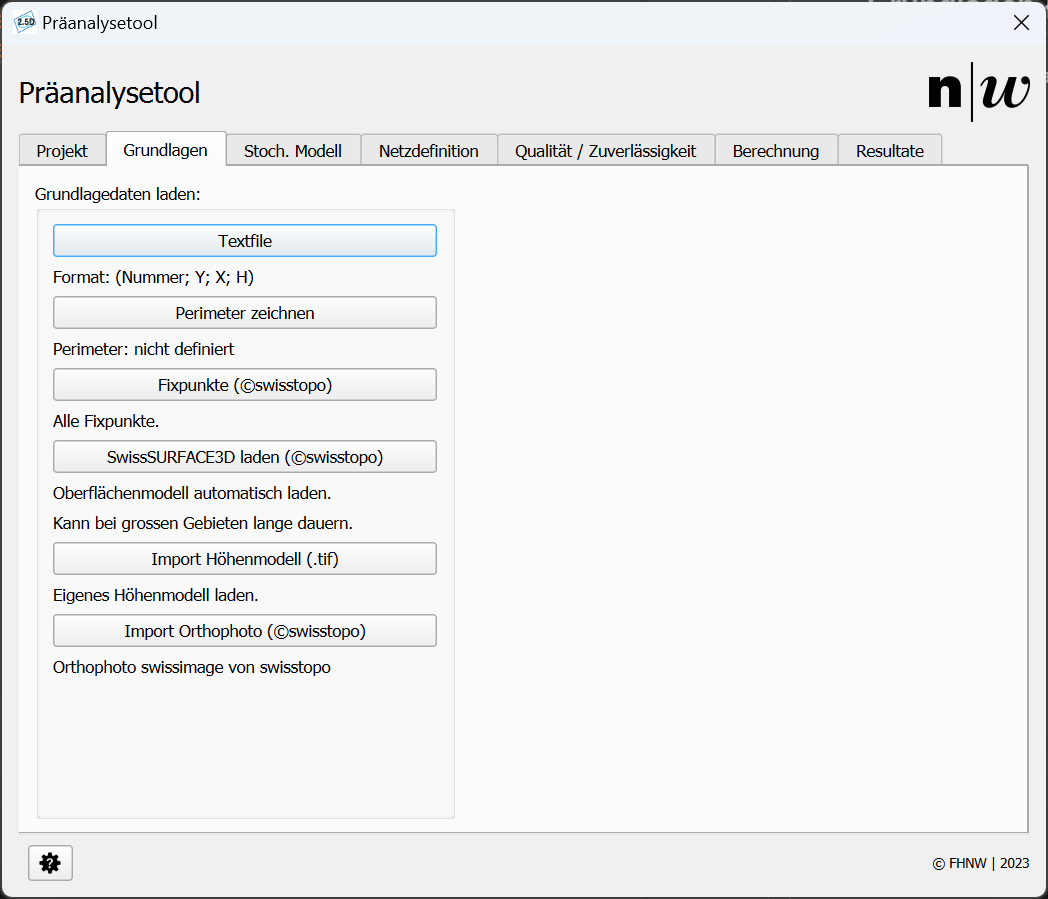 2.5D Präanalysetool
Präanalysetool
n|w
Projekt Grundlagen Stoch. Modell Netzdefinition Qualität / Zuverlässigkeit Berechnung Resultate
Grundlagedaten laden:
Textfile
Format: (Nummer; Y; X; H)
Perimeter zeichnen
Perimeter: nicht definiert
Fixpunkte (©swisstopo)
Alle Fixpunkte.
SwissSURFACE3D laden (©swisstopo)
Oberflächenmodell automatisch laden.
Kann bei grossen Gebieten lange dauern.
Import Höhenmodell (.tif)
Eigenes Höhenmodell laden.
Import Orthophoto (©swisstopo)
Orthophoto swissimage von swisstopo
?
© FHNW | 2023